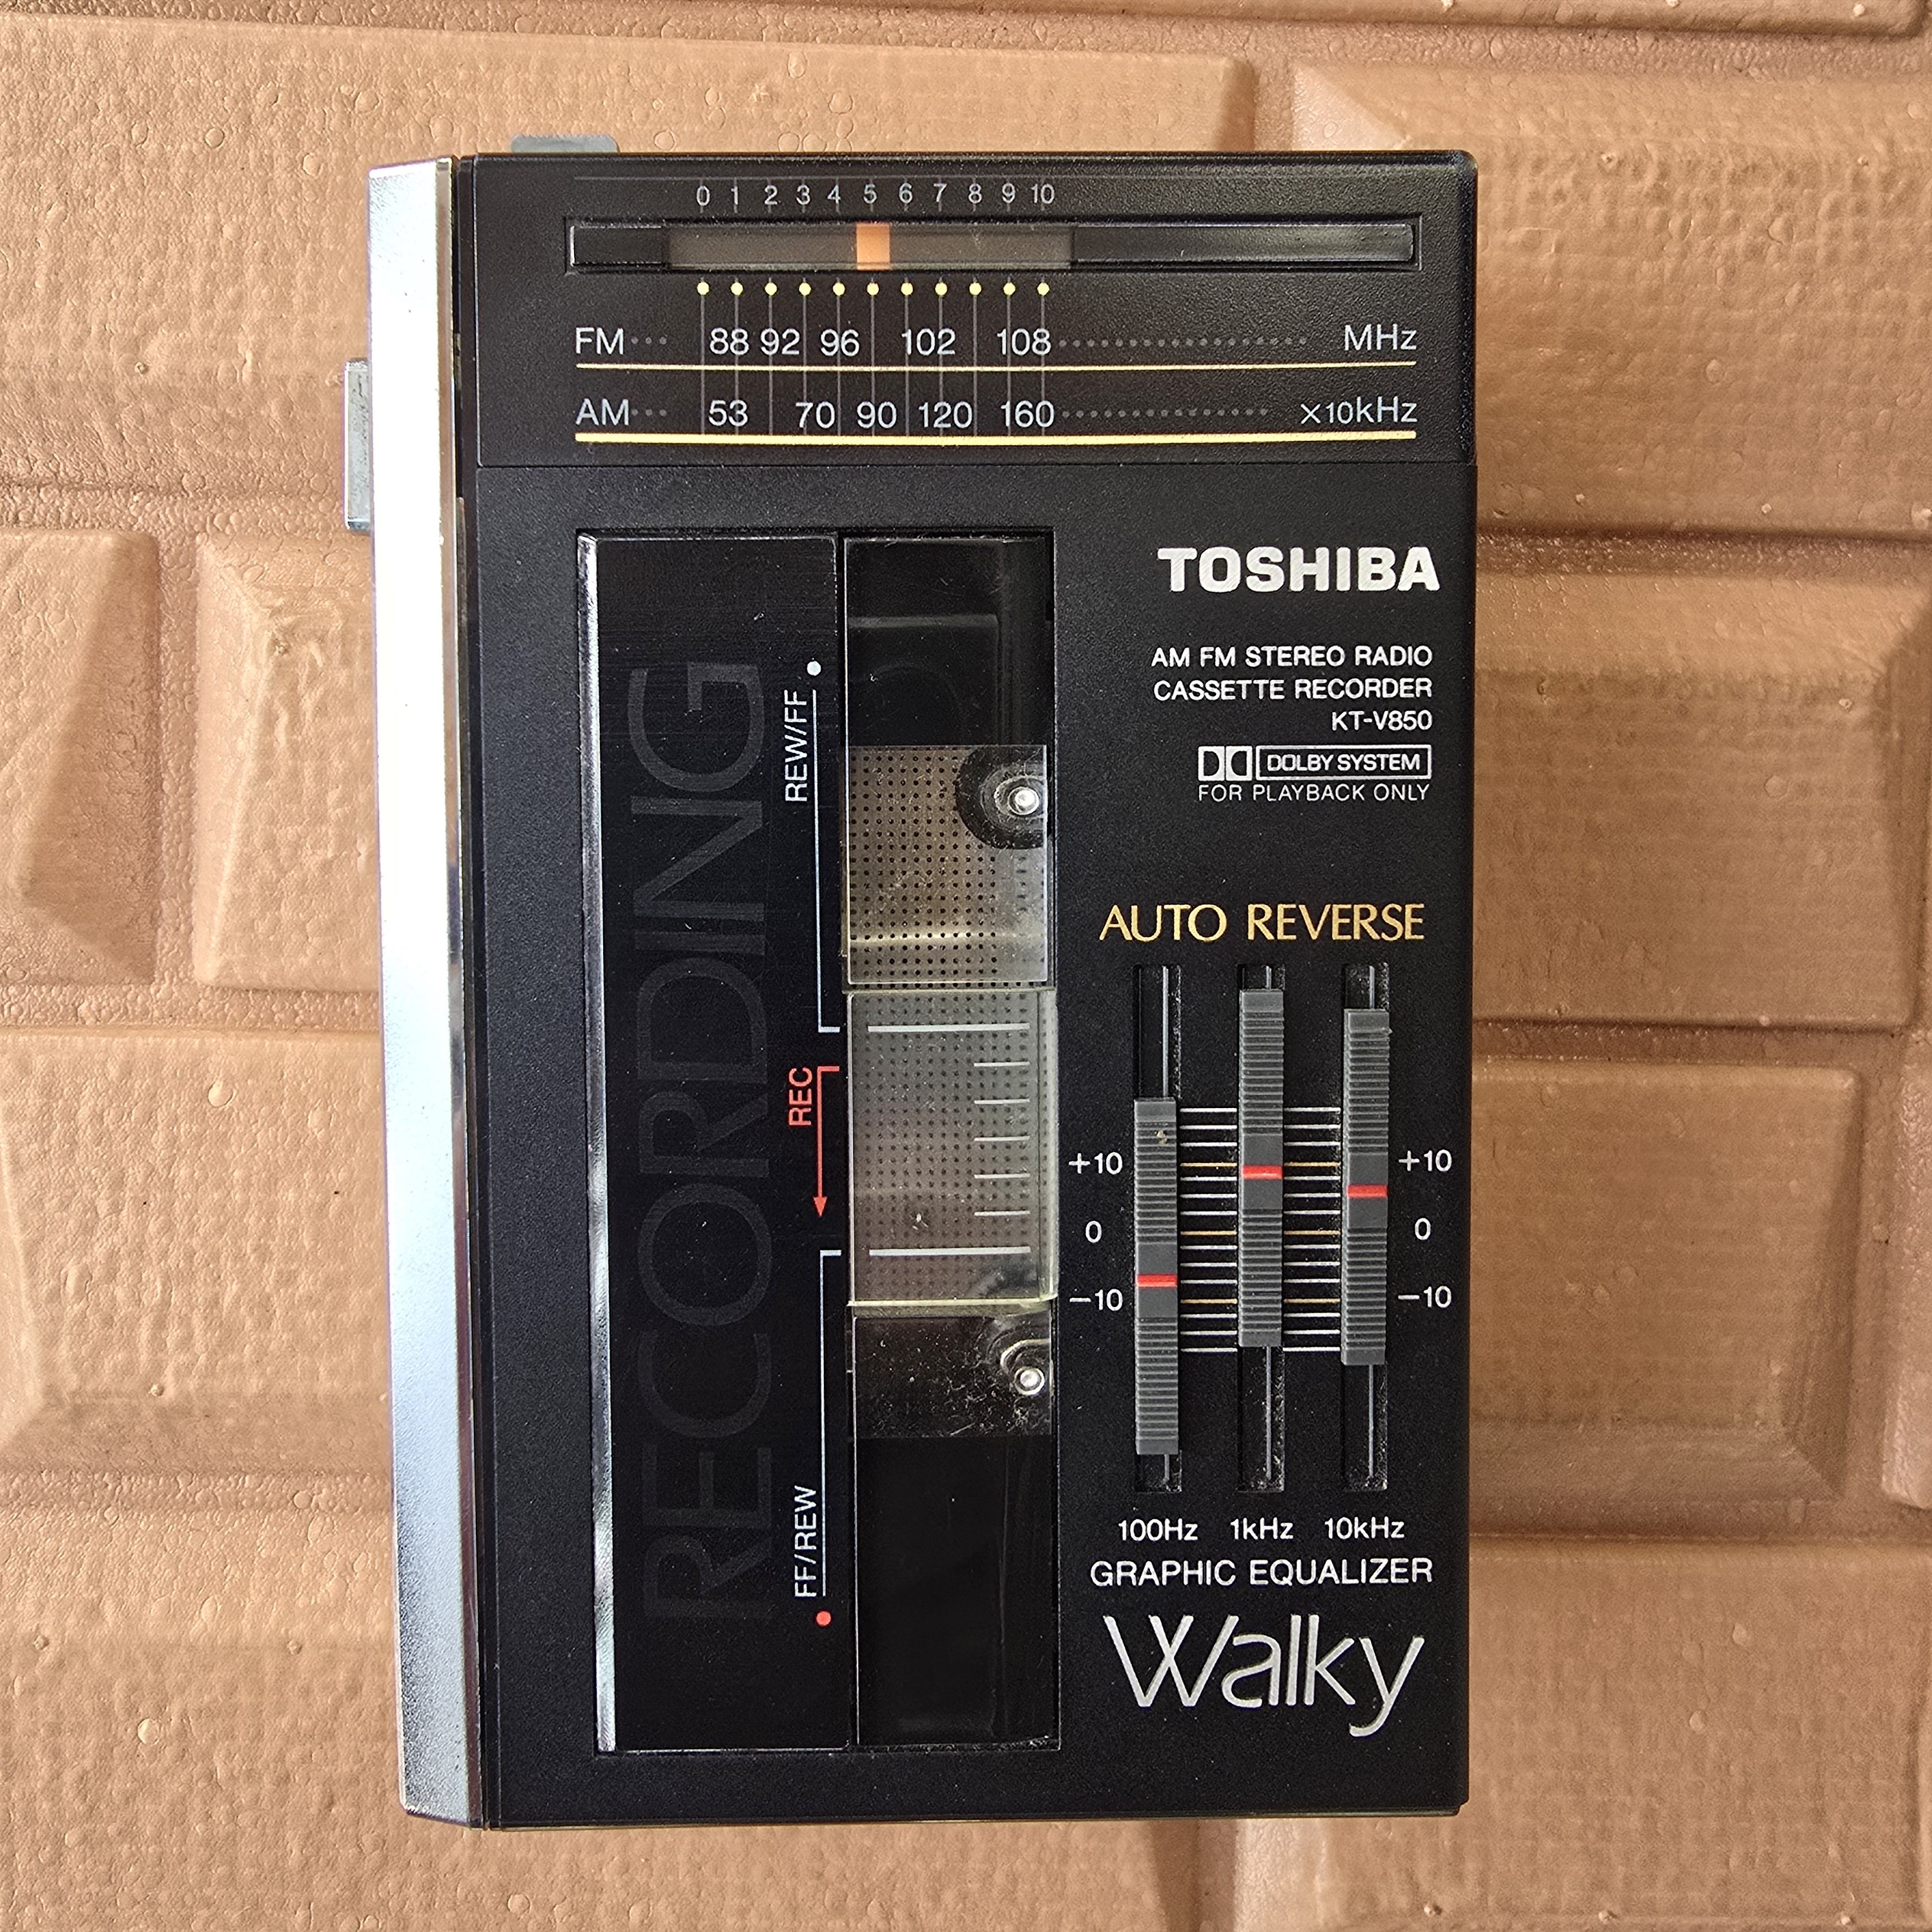 0 1 2 3 4 5 6 7 8 9 10
FM 88 92 96 102 108 MHz
AM 53 70 90 120 160 ×10kHz
TOSHIBA
AM FM STEREO RADIO
CASSETTE RECORDER
KT-V850
DOLBY SYSTEM
FOR PLAYBACK ONLY
RECORDING
REW/FF
REC
FF/REW
AUTO REVERSE
+10 +10
0 0
−10 −10
100Hz 1kHz 10kHz
GRAPHIC EQUALIZER
Walky